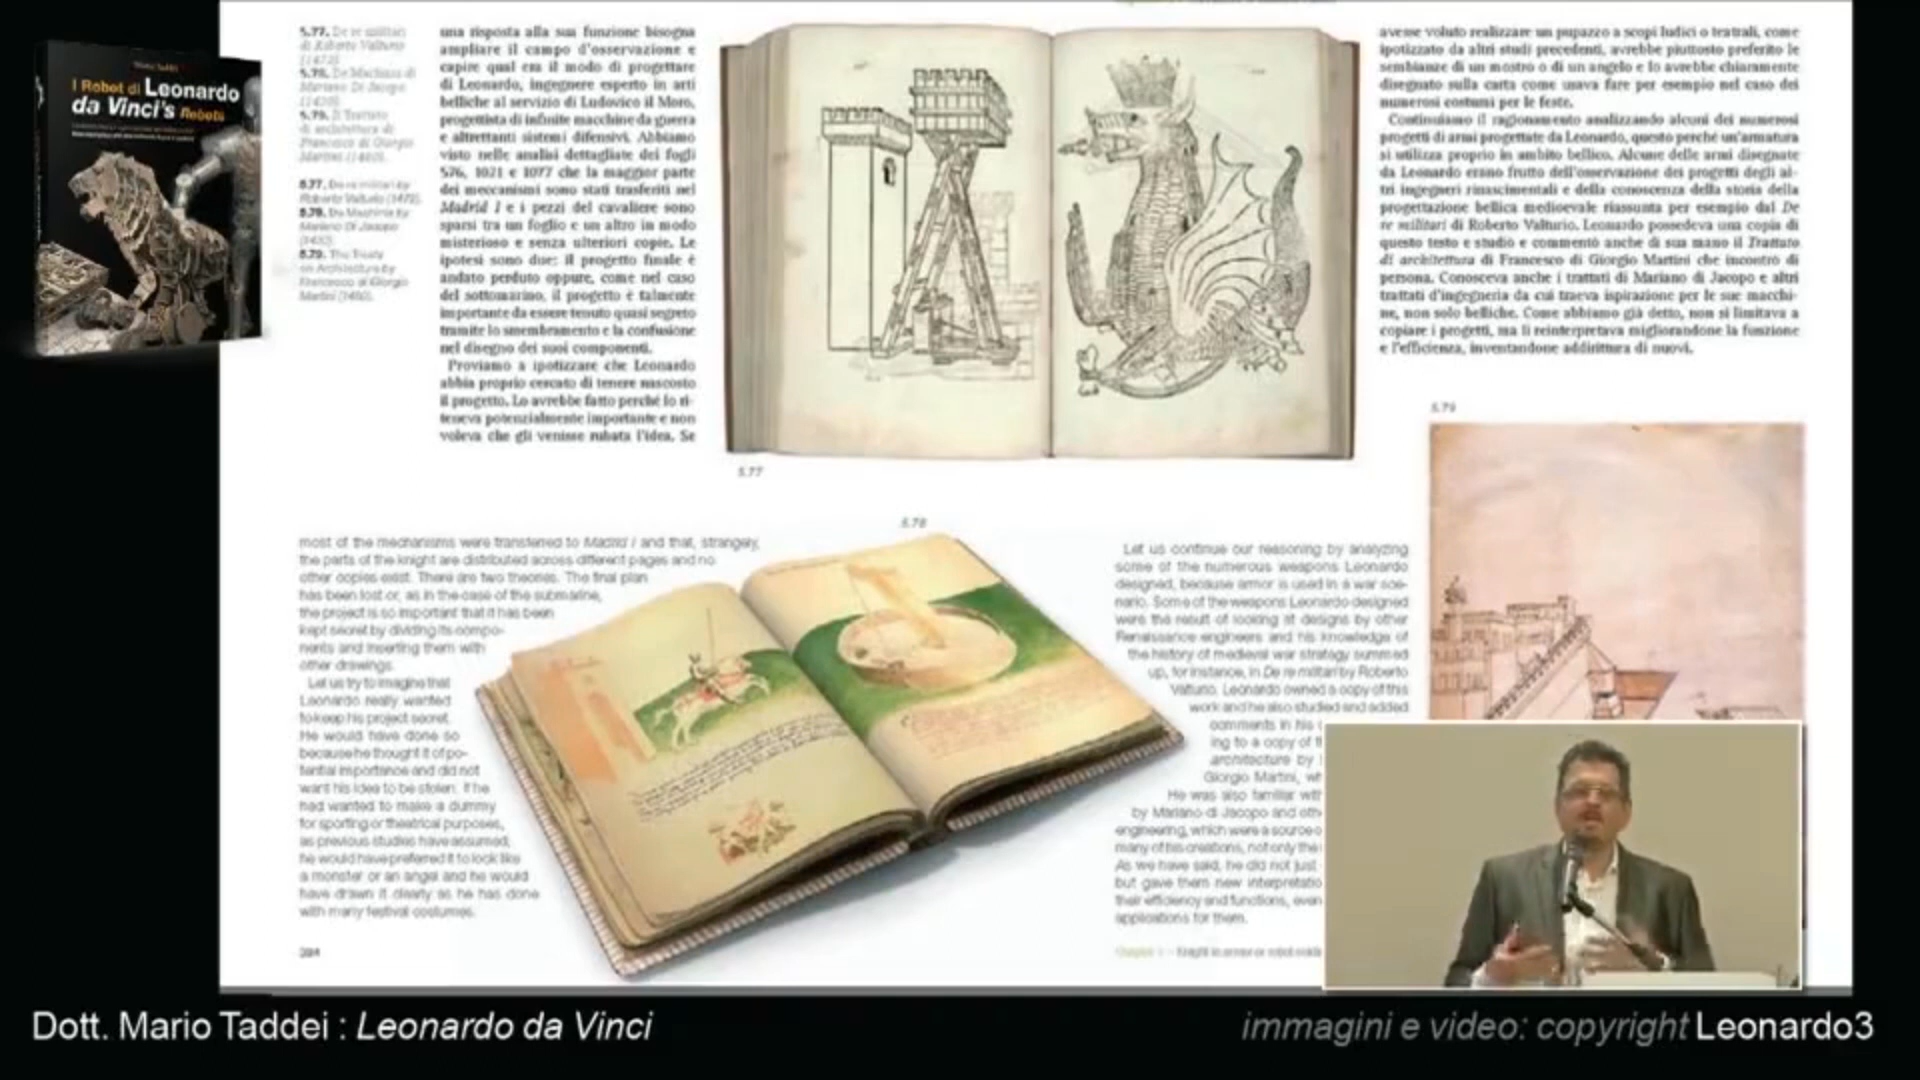 Mario Taddei
I Robot di Leonardo
da Vinci's Robots
5.77. De re militari
di Roberto Valturio
(1472).
5.78. De Machinis di
Mariano Di Jacopo
(1430).
5.79. Il Trattato
di architettura di
Francesco di Giorgio
Martini (1480).
5.77. De re militari by
Roberto Valturio (1472).
5.78. De Machinis by
Mariano Di Jacopo
5.79. The Treaty
on Architecture by
Francesco di Giorgio
Martini (1480).
una risposta alla sua funzione bisogna
ampliare il campo d'osservazione e
capire qual era il modo di progettare
di Leonardo, ingegnere esperto in arti
belliche al servizio di Ludovico il Moro,
progettista di infinite macchine da guerra
e altrettanti sistemi difensivi. Abbiamo
visto nelle analisi dettagliate dei fogli
576, 1021 e 1077 che la maggior parte
dei meccanismi sono stati trasferiti nel
Madrid I e i pezzi del cavaliere sono
sparsi tra un foglio e un altro in modo
misterioso e senza ulteriori copie. Le
ipotesi sono due: il progetto finale è
andato perduto oppure, come nel caso
del sottomarino, il progetto è talmente
importante da essere tenuto quasi segreto
tramite lo smembramento e la confusione
nel disegno dei suoi componenti.
Proviamo a ipotizzare che Leonardo
abbia proprio cercato di tenere nascosto
il progetto. Lo avrebbe fatto perché lo ri-
teneva potenzialmente importante e non
voleva che gli venisse rubata l'idea. Se
5.77
avesse voluto realizzare un pupazzo a scopi ludici o teatrali, come
ipotizzato da altri studi precedenti, avrebbe piuttosto preferito le
sembianze di un mostro o di un angelo e lo avrebbe chiaramente
disegnato sulla carta come usava fare per esempio nel caso dei
numerosi costumi per le feste.
Continuiamo il ragionamento analizzando alcuni dei numerosi
progetti di armi progettate da Leonardo, questo perché un'armatura
si utilizza proprio in ambito bellico. Alcune delle armi disegnate
da Leonardo erano frutto dell'osservazione dei progetti degli al-
tri ingegneri rinascimentali e della conoscenza della storia della
progettazione bellica medioevale riassunta per esempio dal De
re militari di Roberto Valturio. Leonardo possedeva una copia di
questo testo e studiò e commentò anche di sua mano il Trattato
di architettura di Francesco di Giorgio Martini che incontrò di
persona. Conosceva anche i trattati di Mariano di Jacopo e altri
trattati d'ingegneria da cui traeva ispirazione per le sue macchi-
ne, non solo belliche. Come abbiamo già detto, non si limitava a
copiare i progetti, ma li reinterpretava migliorandone la funzione
e l'efficienza, inventandone addirittura di nuovi.
5.79
5.78
most of the mechanisms were transferred to Madrid I and that, strangely,
the parts of the knight are distributed across different pages and no
other copies exist. There are two theories. The final plan
has been lost or, as in the case of the submarine,
the project is so important that it has been
kept secret by dividing its compo-
nents and inserting them with
other drawings.
Let us try to imagine that
Leonardo really wanted
to keep his project secret.
He would have done so
because he thought it of po-
tential importance and did not
want his idea to be stolen. If he
had wanted to make a dummy
for sporting or theatrical purposes,
as previous studies have assumed,
he would have preferred it to look like
a monster or an angel and he would
have drawn it clearly as he has done
with many festival costumes.
Let us continue our reasoning by analyzing
some of the numerous weapons Leonardo
designed, because armor is used in a war sce-
nario. Some of the weapons Leonardo designed
were the result of looking at designs by other
Renaissance engineers and his knowledge of
the history of medieval war strategy summed
up, for instance, in De re militari by Roberto
Valturio. Leonardo owned a copy of this
work and he also studied and added
comments in his
ing to a copy of
architecture by
Giorgio Martini, wh
He was also familiar with
by Mariano di Jacopo and oth
engineering, which were a source o
many of his creations, not only the
As we have said, he did not just
but gave them new interpretatio
their efficiency and functions, even
applications for them.
Dott. Mario Taddei : Leonardo da Vinci
immagini e video: copyright Leonardo3